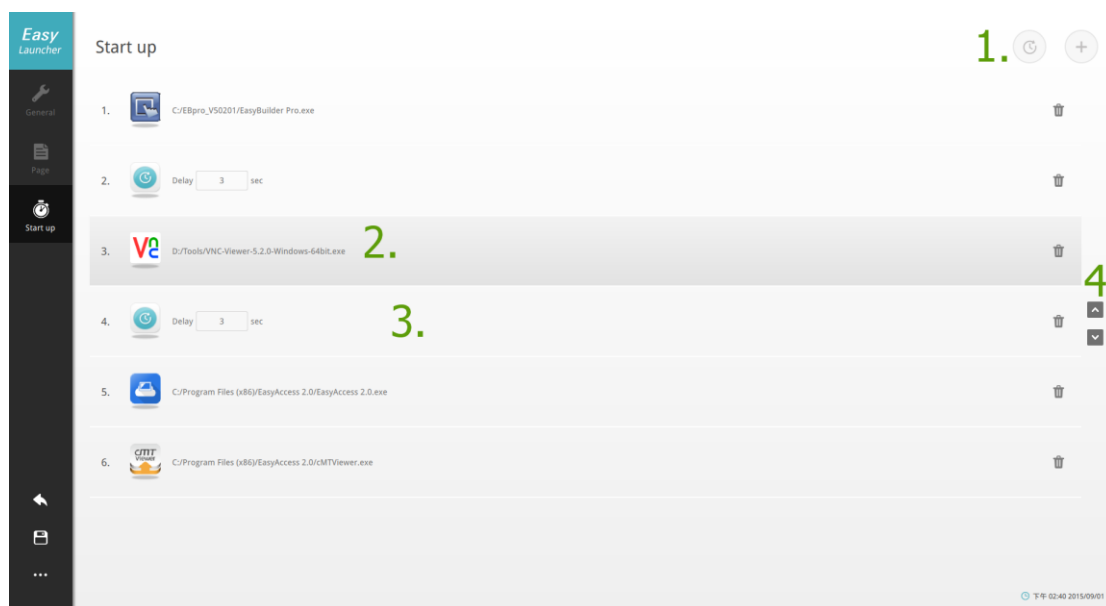 Easy
Launcher
Start up
1.
General
Page
Start up
1. C:/EBpro_V50201/EasyBuilder Pro.exe
2. Delay 3 sec
3. VNC D:/Tools/VNC-Viewer-5.2.0-Windows-64bit.exe 2.
4
4. Delay 3 sec 3.
5. C:/Program Files (x86)/EasyAccess 2.0/EasyAccess 2.0.exe
6. cmT Viewer C:/Program Files (x86)/EasyAccess 2.0/cMTViewer.exe
下午 02:40 2015/09/01